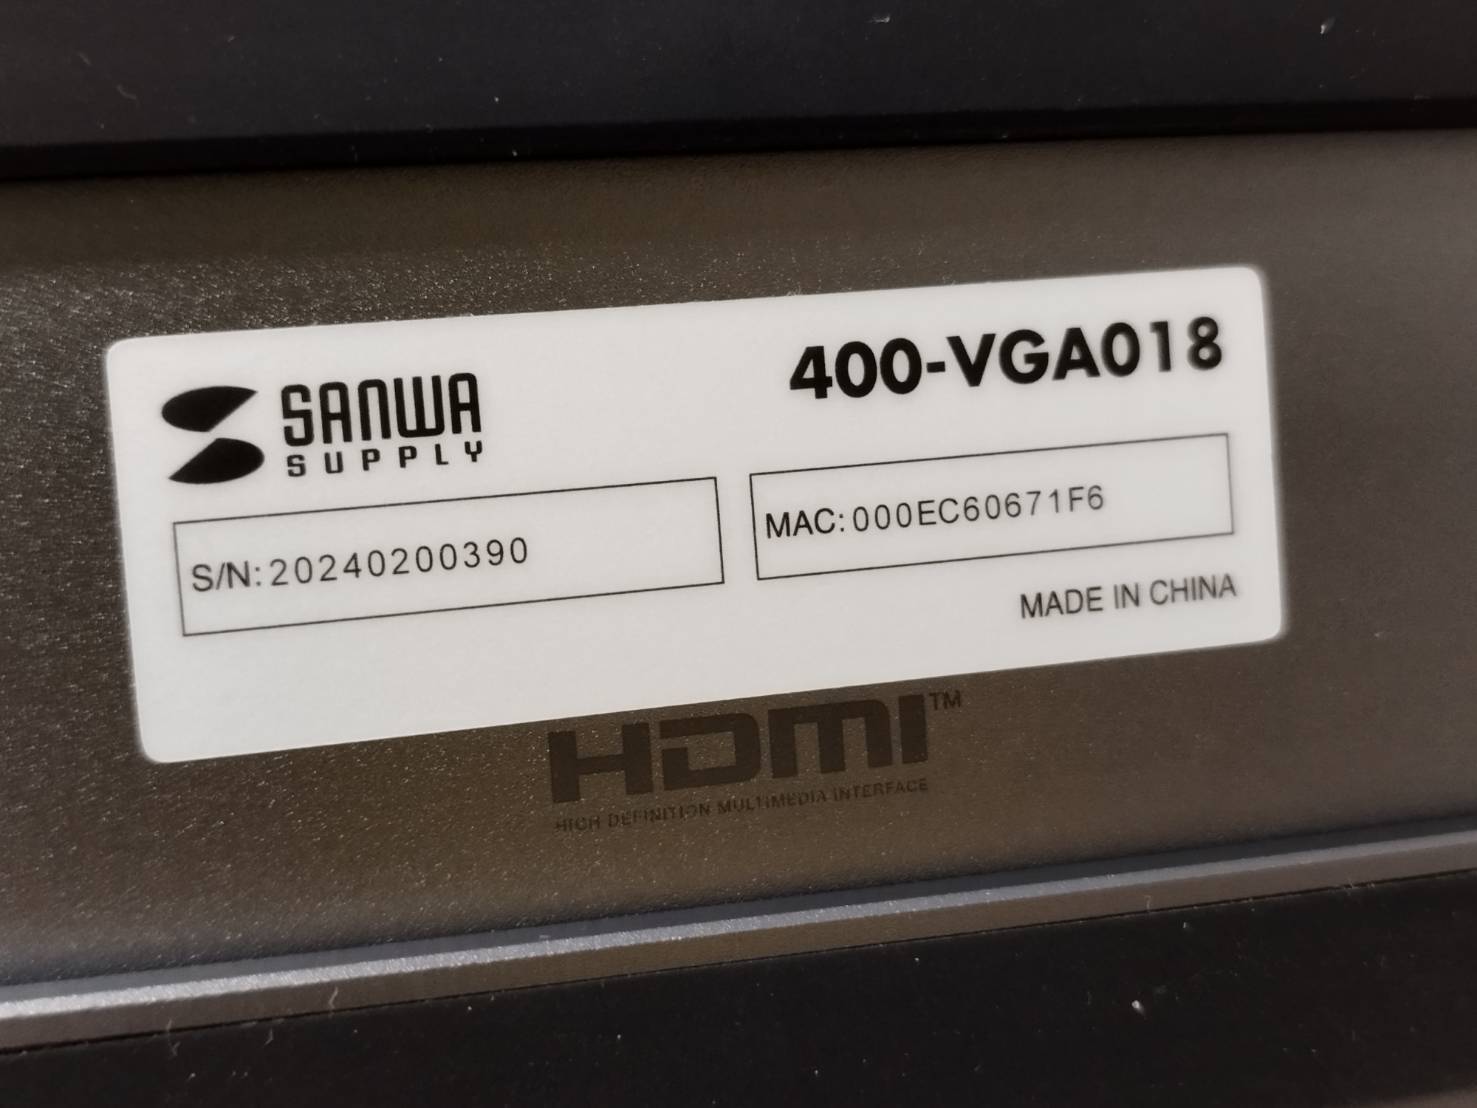 SANWA
SUPPLY
400-VGA018
S/N:20240200390
MAC:000EC60671F6
MADE IN CHINA
HDMI™
HIGH DEFINITION MULTIMEDIA INTERFACE